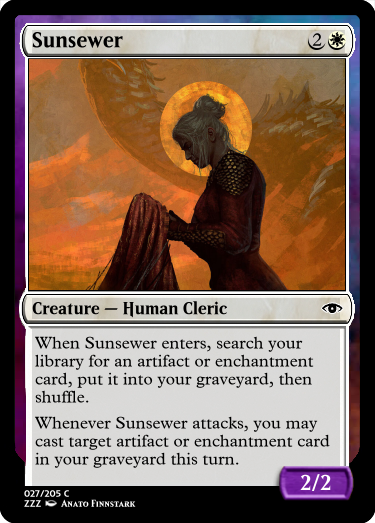 Sunsewer 2
Creature — Human Cleric
When Sunsewer enters, search your
library for an artifact or enchantment
card, put it into your graveyard, then
shuffle.
Whenever Sunsewer attacks, you may
cast target artifact or enchantment card
in your graveyard this turn.
2/2
027/205 C
ZZZ Anato Finnstark